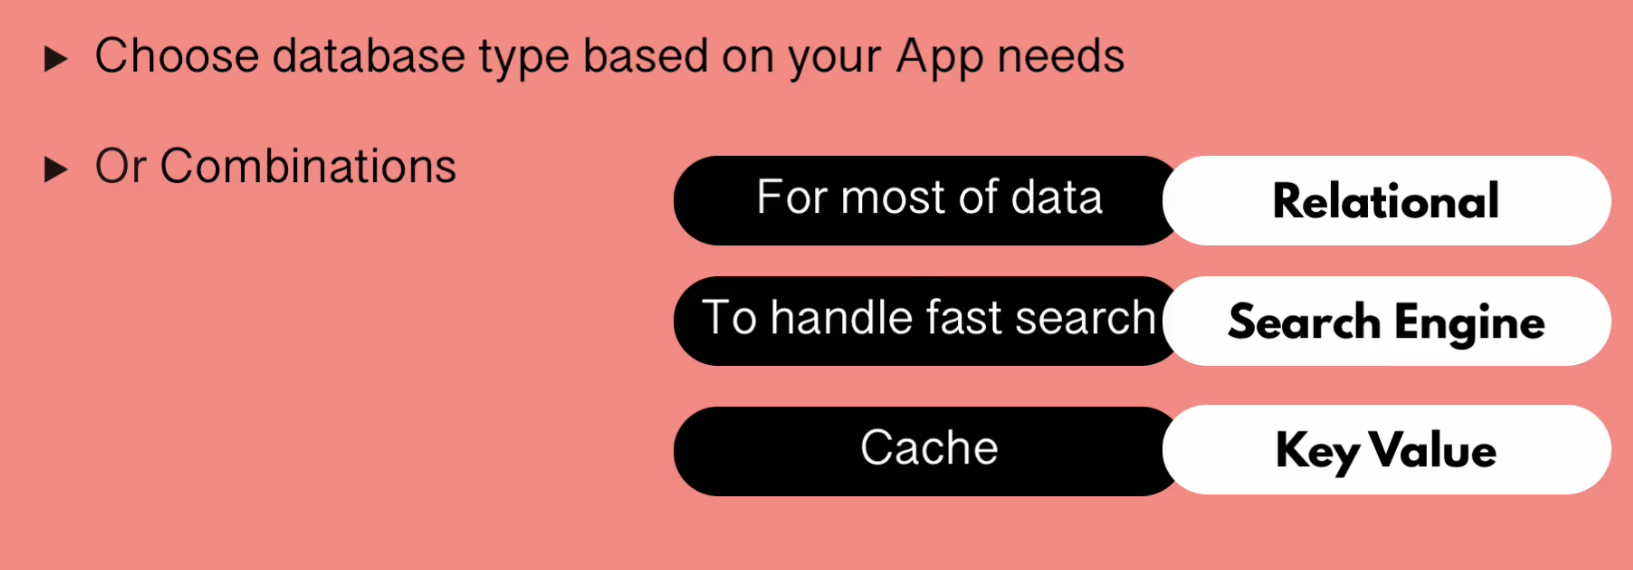 ▶ Choose database type based on your App needs
▶ Or Combinations
For most of data Relational
To handle fast search Search Engine
Cache Key Value